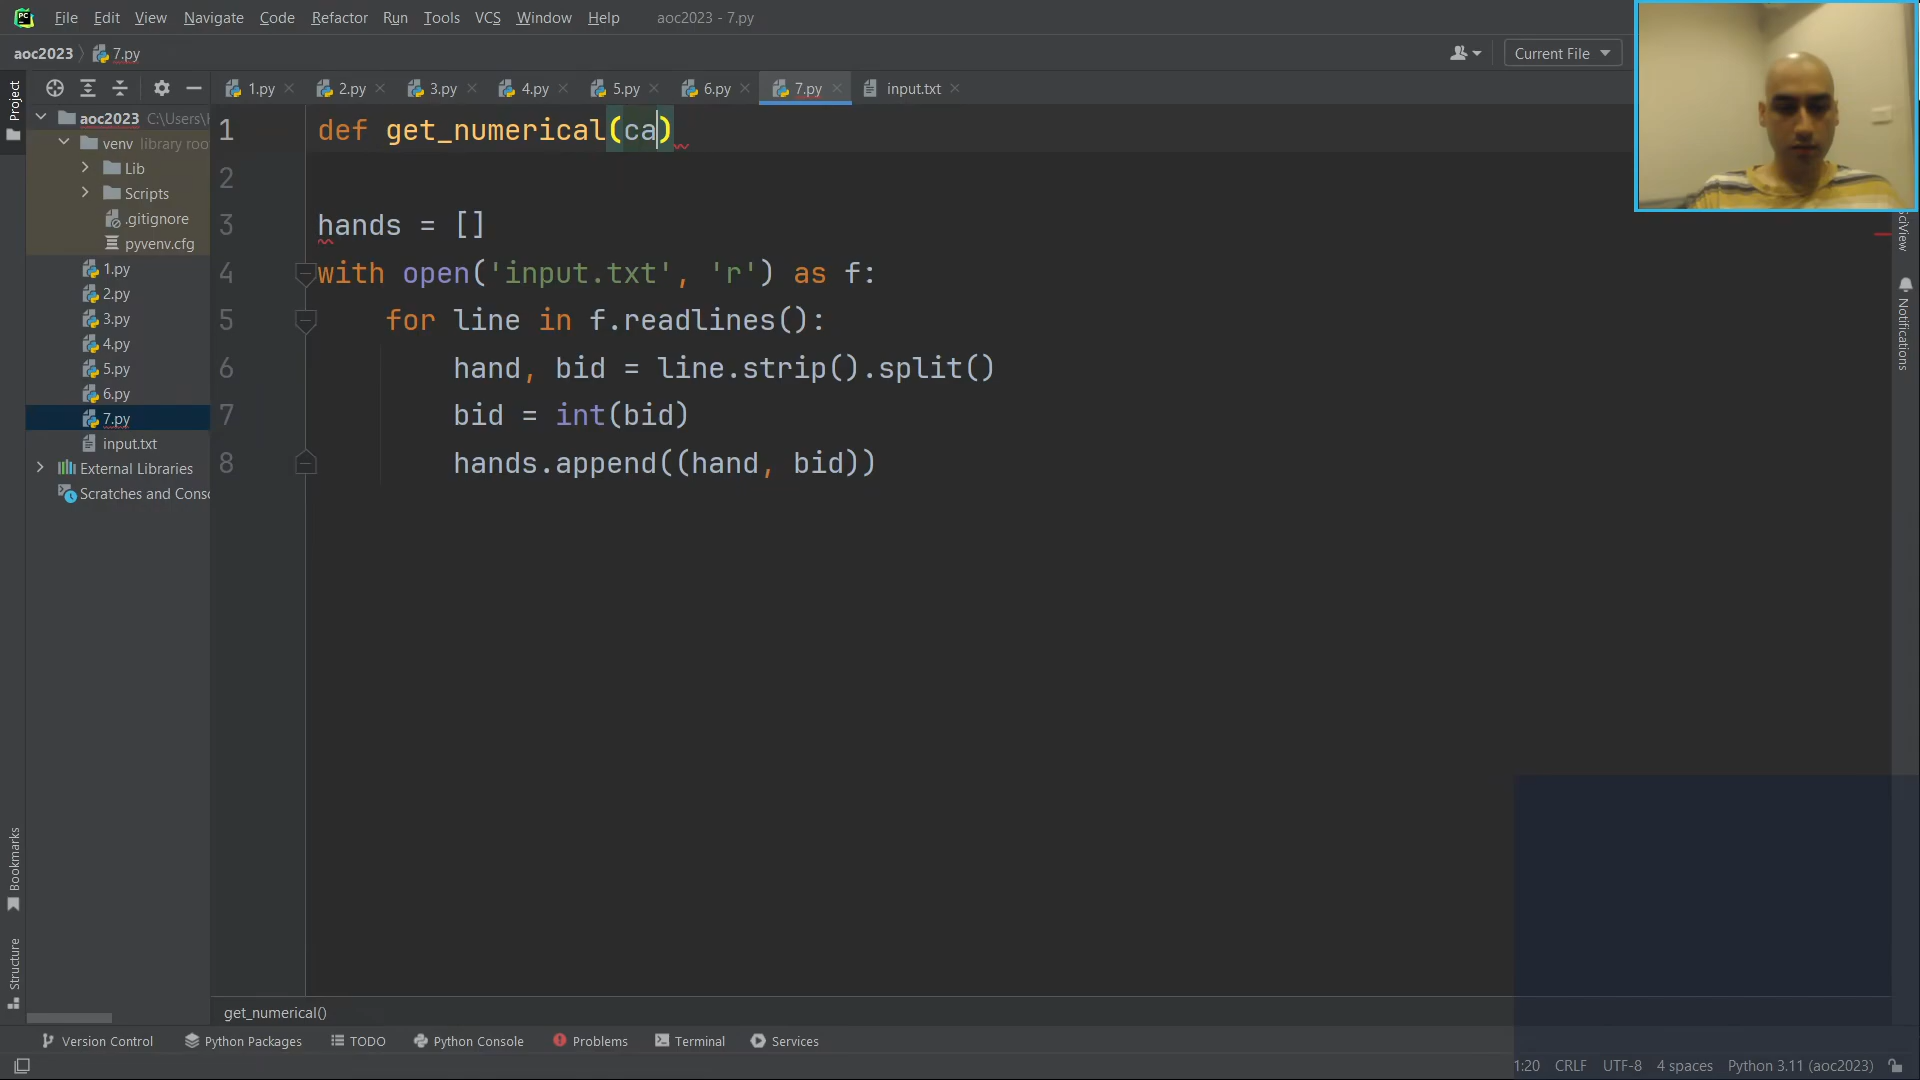 File Edit View Navigate Code Refactor Run Tools VCS Window Help aoc2023 - 7.py
aoc2023 7.py Current File
Project 1.py 2.py 3.py 4.py 5.py 6.py 7.py input.txt
aoc2023 C:\Users\
venv library roo
Lib
Scripts
.gitignore
pyvenv.cfg
1.py
2.py
3.py
4.py
5.py
6.py
7.py
input.txt
External Libraries
Scratches and Conso
1 def get_numerical(ca)
2
3 hands = []
4 with open('input.txt', 'r') as f:
5 for line in f.readlines():
6 hand, bid = line.strip().split()
7 bid = int(bid)
8 hands.append((hand, bid))
SciView
Notifications
Bookmarks
Structure
get_numerical()
Version Control Python Packages TODO Python Console Problems Terminal Services
1:20 CRLF UTF-8 4 spaces Python 3.11 (aoc2023)